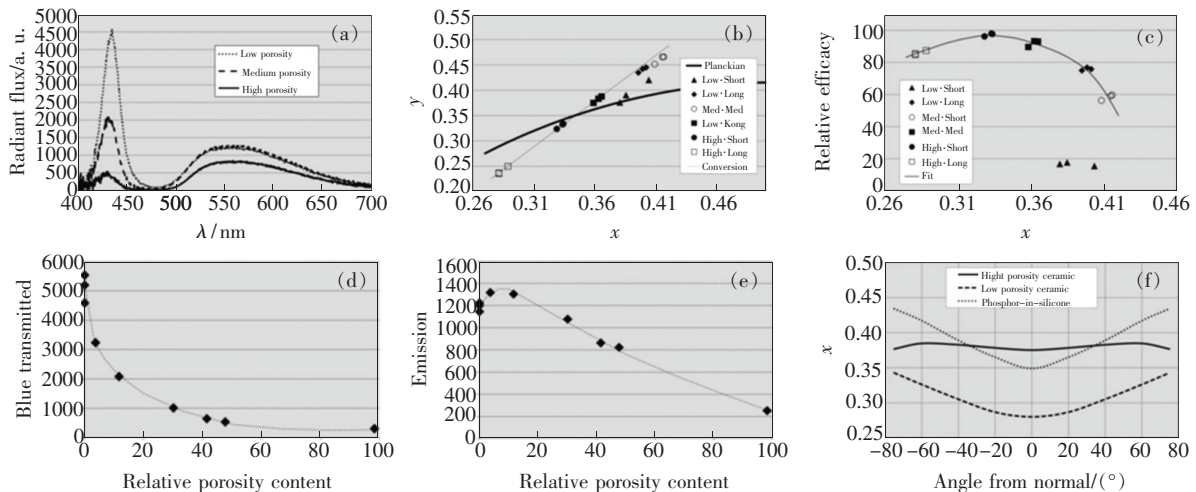 (a)
Radiant flux/a. u.
5000
4500
4000
3500
3000
2500
2000
1500
1000
500
0
Low porosity
Medium porosity
High porosity
400 450 500 550 600 650 700
λ/nm
(b)
y
0.55
0.50
0.45
0.40
0.35
0.30
0.25
0.20
Planckian
Low·Short
Low·Long
Med·Med
Low·Kong
High·Short
High·Long
Conversion
0.26 0.31 0.36 0.41 0.46
x
(c)
Relative efficacy
100
80
60
40
20
0
Low·Short
Low·Long
Med·Short
Med·Med
High·Short
High·Long
Fit
0.26 0.31 0.36 0.41 0.46
x
(d)
Blue transmitted
6000
5000
4000
3000
2000
1000
0
0 20 40 60 80 100
Relative porosity content
(e)
Emission
1600
1400
1200
1000
800
600
400
200
0
0 20 40 60 80 100
Relative porosity content
(f)
x
0.50
0.45
0.40
0.35
0.30
0.25
Hight porosity ceramic
Low porosity ceramic
Phosphor-in-silicone
-80 -60 -40 -20 0 20 40 60 80
Angle from normal/(°)